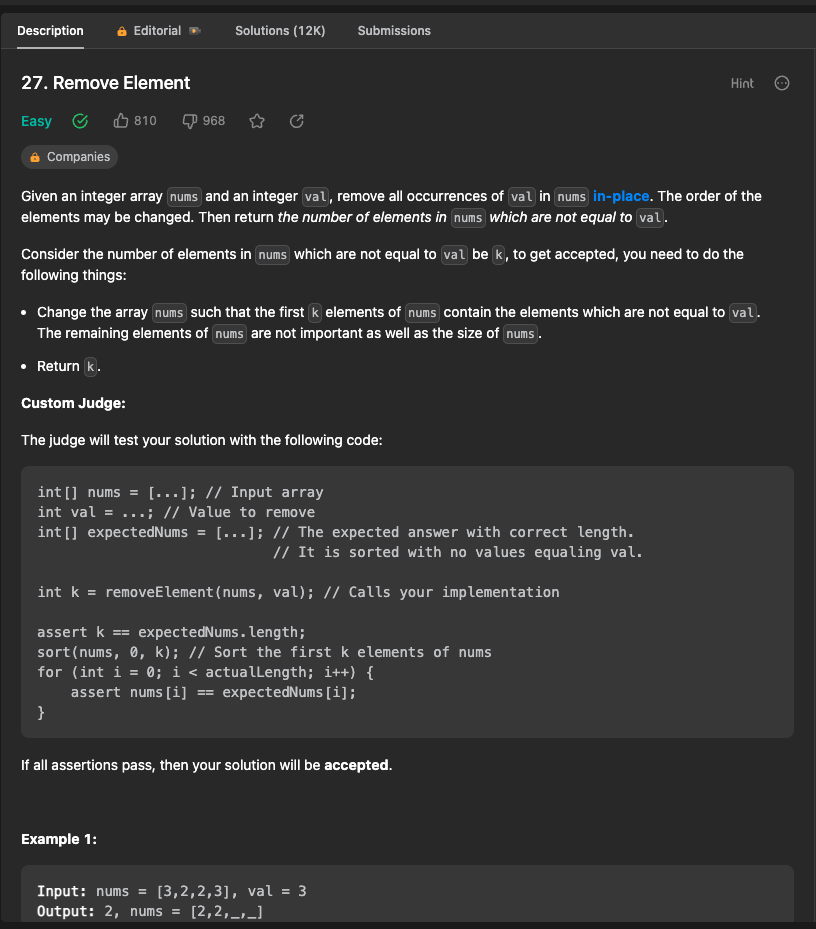 Description Editorial Solutions (12K) Submissions
27. Remove Element Hint
Easy 810 968
Companies
Given an integer array nums and an integer val, remove all occurrences of val in nums in-place. The order of the
elements may be changed. Then return the number of elements in nums which are not equal to val.
Consider the number of elements in nums which are not equal to val be k, to get accepted, you need to do the
following things:
• Change the array nums such that the first k elements of nums contain the elements which are not equal to val.
The remaining elements of nums are not important as well as the size of nums.
• Return k.
Custom Judge:
The judge will test your solution with the following code:
int[] nums = [...]; // Input array
int val = ...; // Value to remove
int[] expectedNums = [...]; // The expected answer with correct length.
// It is sorted with no values equaling val.
int k = removeElement(nums, val); // Calls your implementation
assert k == expectedNums.length;
sort(nums, 0, k); // Sort the first k elements of nums
for (int i = 0; i < actualLength; i++) {
assert nums[i] == expectedNums[i];
}
If all assertions pass, then your solution will be accepted.
Example 1:
Input: nums = [3,2,2,3], val = 3
Output: 2, nums = [2,2,_,_]